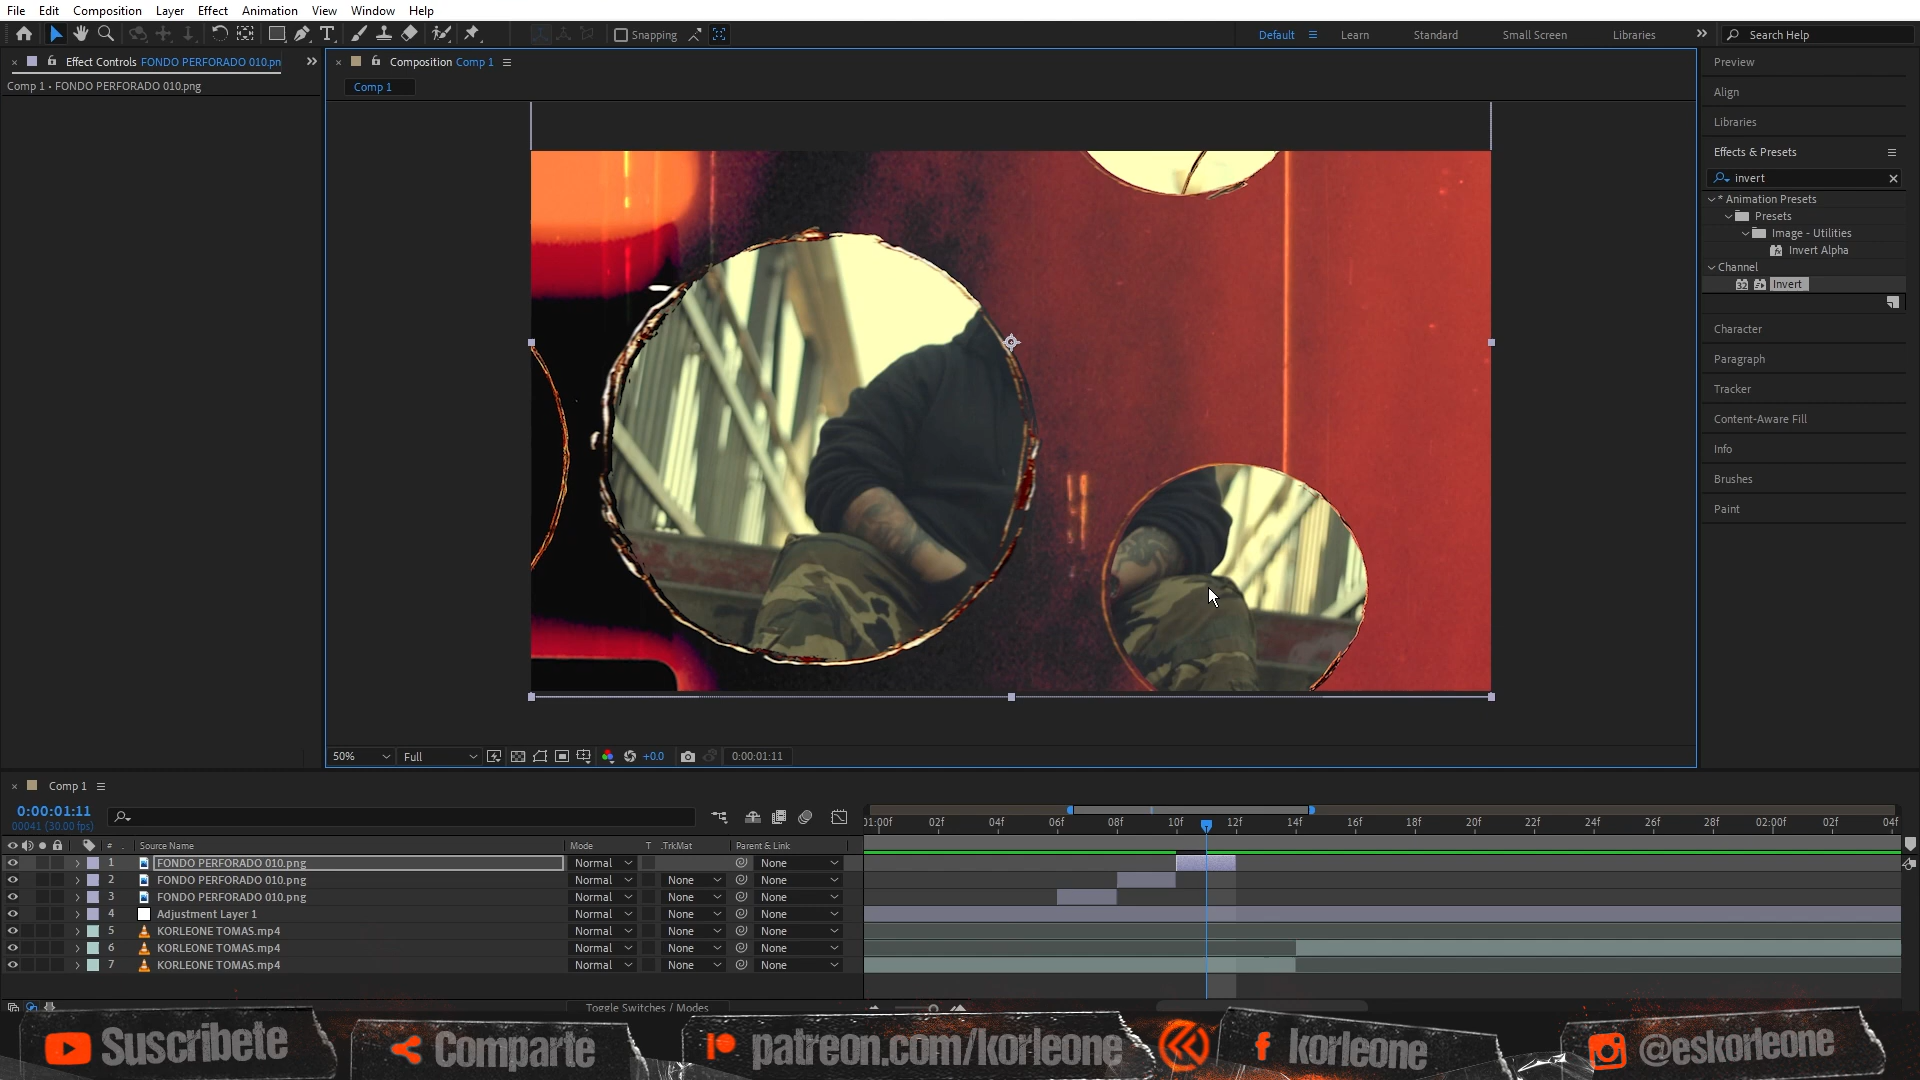 File Edit Composition Layer Effect Animation View Window Help
Snapping
Default Learn Standard Small Screen Libraries Search Help
Effect Controls FONDO PERFORADO 010.pn
Comp 1 • FONDO PERFORADO 010.png
Composition Comp 1
Comp 1
Preview
Align
Libraries
Effects & Presets
invert
* Animation Presets
Presets
Image - Utilities
Invert Alpha
Channel
32 Invert
Character
Paragraph
Tracker
Content-Aware Fill
Info
Brushes
Paint
50% Full +0.0 0:00:01:11
Comp 1
0:00:01:11
00041 (30.00 fps)
01:00f 02f 04f 06f 08f 10f 12f 14f 16f 18f 20f 22f 24f 26f 28f 02:00f 02f 04f
# Source Name Mode T .TrkMat Parent & Link
1 FONDO PERFORADO 010.png Normal None
2 FONDO PERFORADO 010.png Normal None None
3 FONDO PERFORADO 010.png Normal None None
4 Adjustment Layer 1 Normal None None
5 KORLEONE TOMAS.mp4 Normal None None
6 KORLEONE TOMAS.mp4 Normal None None
7 KORLEONE TOMAS.mp4 Normal None None
Toggle Switches / Modes
Suscribete Comparte patreon.com/korleone korleone @eskorleone